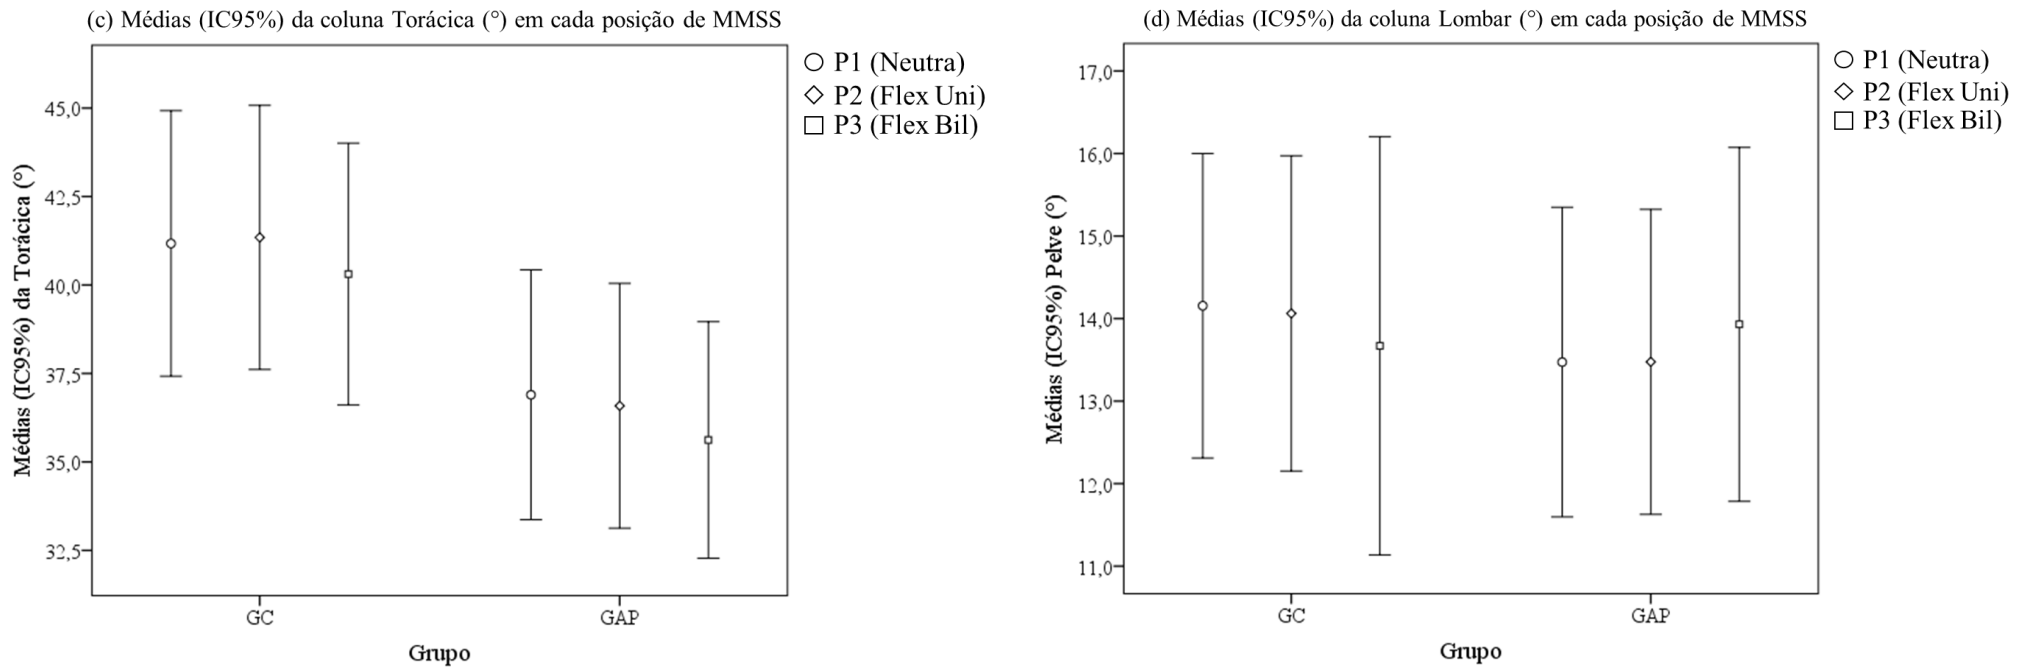 (c) Médias (IC95%) da coluna Torácica (°) em cada posição de MMSS
Médias (IC95%) da Torácica (°)
45,0
42,5
40,0
37,5
35,0
32,5
GC
GAP
Grupo
P1 (Neutra)
P2 (Flex Uni)
P3 (Flex Bil)
(d) Médias (IC95%) da coluna Lombar (°) em cada posição de MMSS
Médias (IC95%) Pelve (°)
17,0
16,0
15,0
14,0
13,0
12,0
11,0
GC
GAP
Grupo
P1 (Neutra)
P2 (Flex Uni)
P3 (Flex Bil)